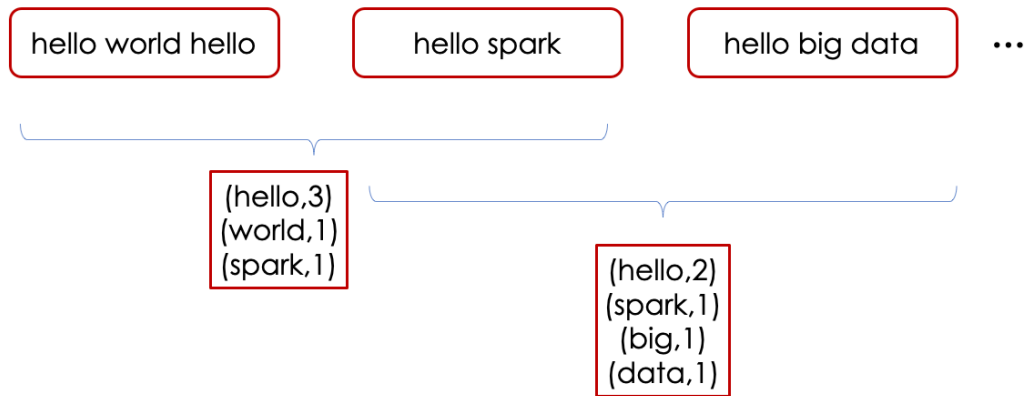 hello world hello
hello spark
hello big data
...
(hello,3)
(world,1)
(spark,1)
(hello,2)
(spark,1)
(big,1)
(data,1)